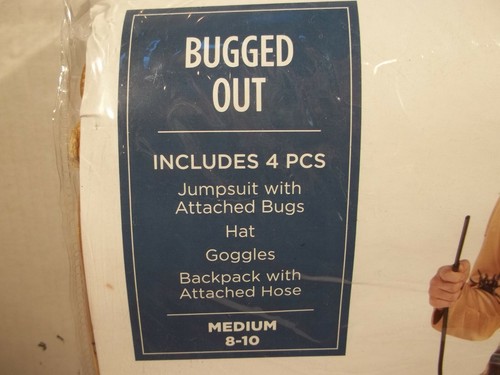 BUGGED
OUT
INCLUDES 4 PCS
Jumpsuit with
Attached Bugs
Hat
Goggles
Backpack with
Attached Hose
MEDIUM
8-10